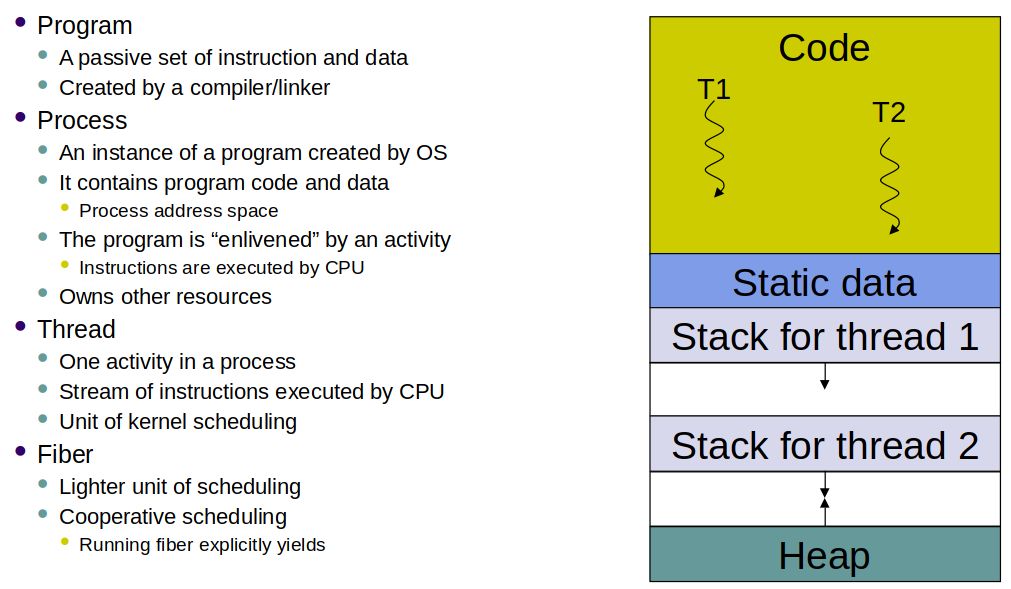 Program
A passive set of instruction and data
Created by a compiler/linker
Process
An instance of a program created by OS
It contains program code and data
Process address space
The program is “enlivened” by an activity
Instructions are executed by CPU
Owns other resources
Thread
One activity in a process
Stream of instructions executed by CPU
Unit of kernel scheduling
Fiber
Lighter unit of scheduling
Cooperative scheduling
Running fiber explicitly yields
Code
T1
T2
Static data
Stack for thread 1
Stack for thread 2
Heap